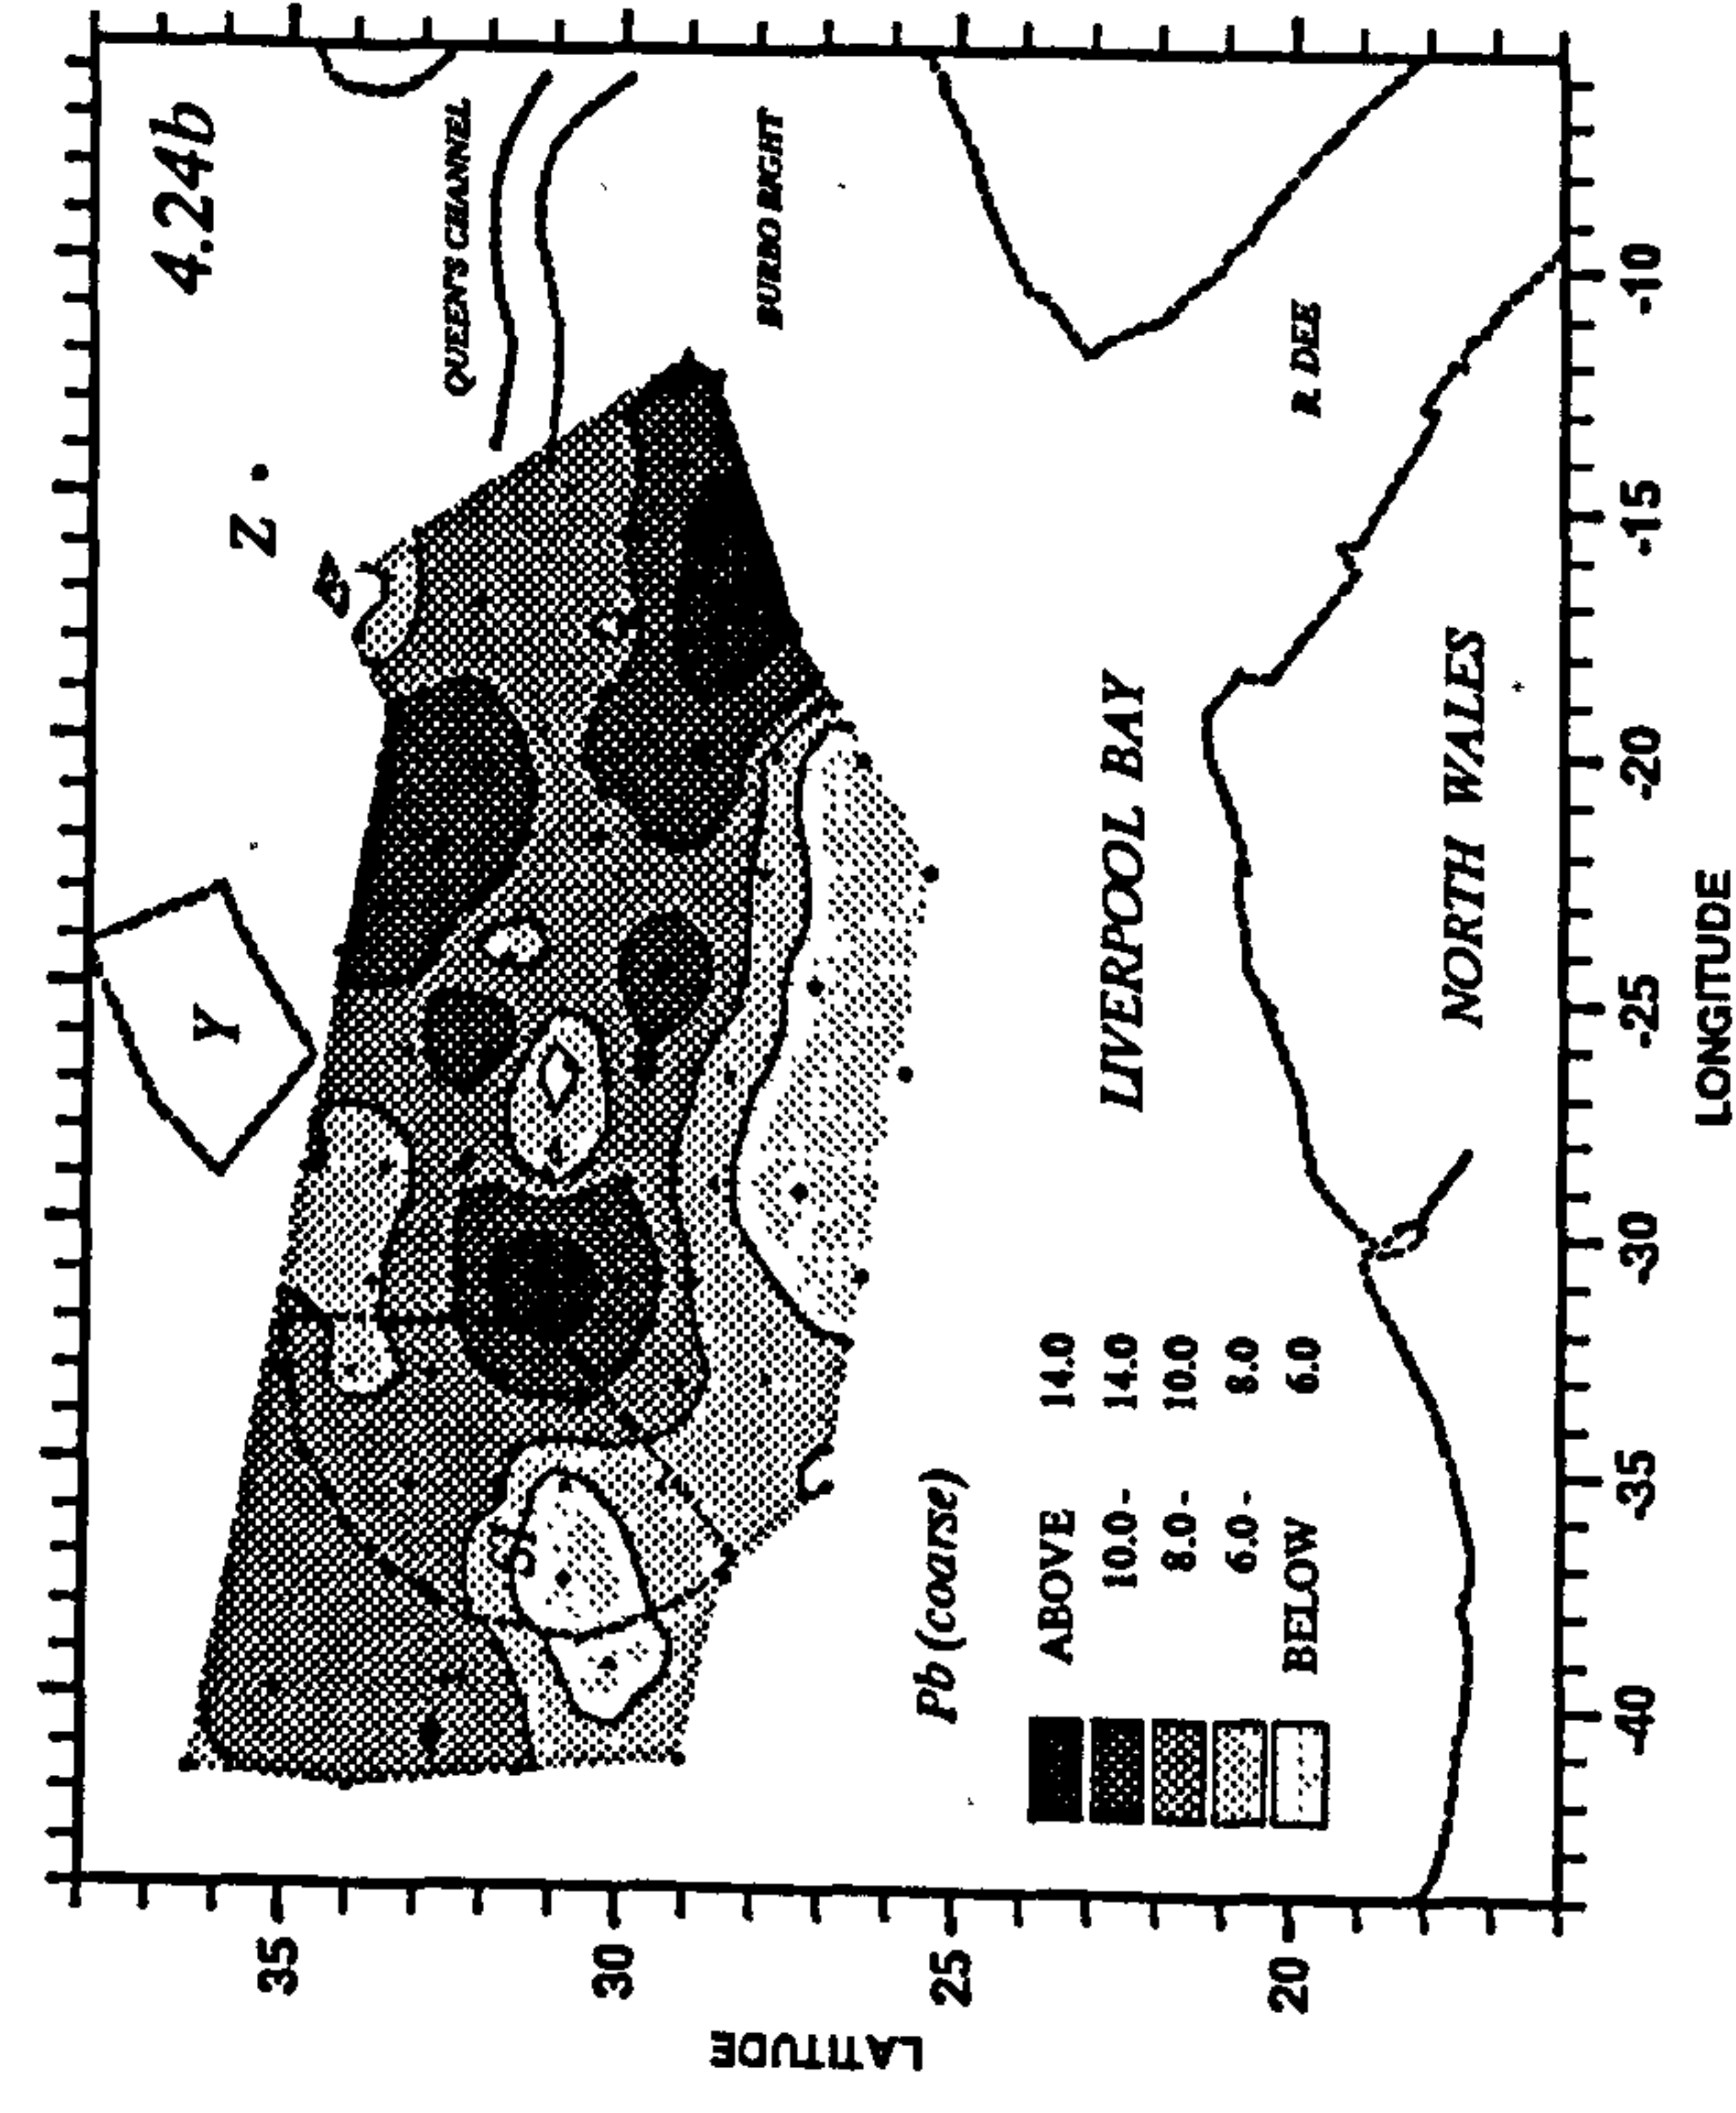 4.24b
Z
Y
QUEEN'S CHANNEL
BURBO BIGHT
R. DEE
LIVERPOOL BAY
NORTH WALES
Pb (coarse)
ABOVE 14.0
10.0 - 14.0
8.0 - 10.0
6.0 - 8.0
BELOW 6.0
LATITUDE
35
30
25
20
-40
-35
-30
-25
-20
-15
-10
LONGITUDE